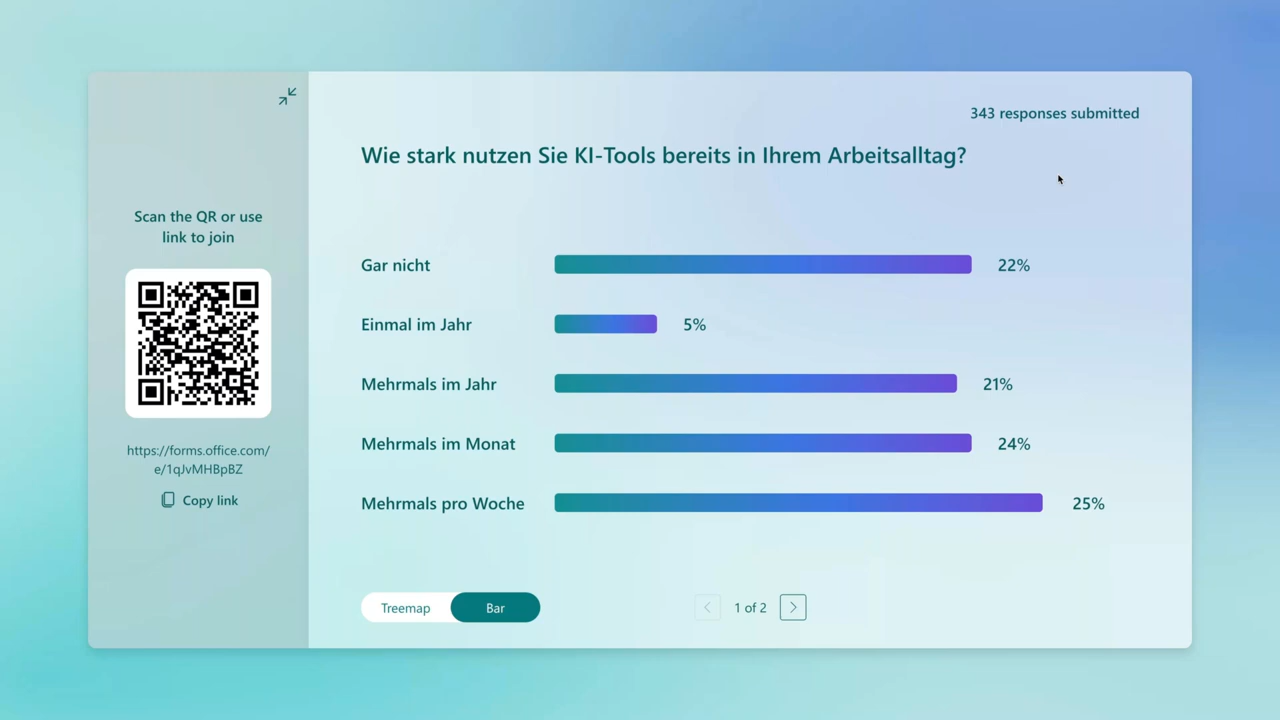 343 responses submitted
Wie stark nutzen Sie KI-Tools bereits in Ihrem Arbeitsalltag?
Scan the QR or use
link to join
https://forms.office.com/
e/1qJvMHBpBZ
Copy link
Gar nicht 22%
Einmal im Jahr 5%
Mehrmals im Jahr 21%
Mehrmals im Monat 24%
Mehrmals pro Woche 25%
Treemap Bar 1 of 2